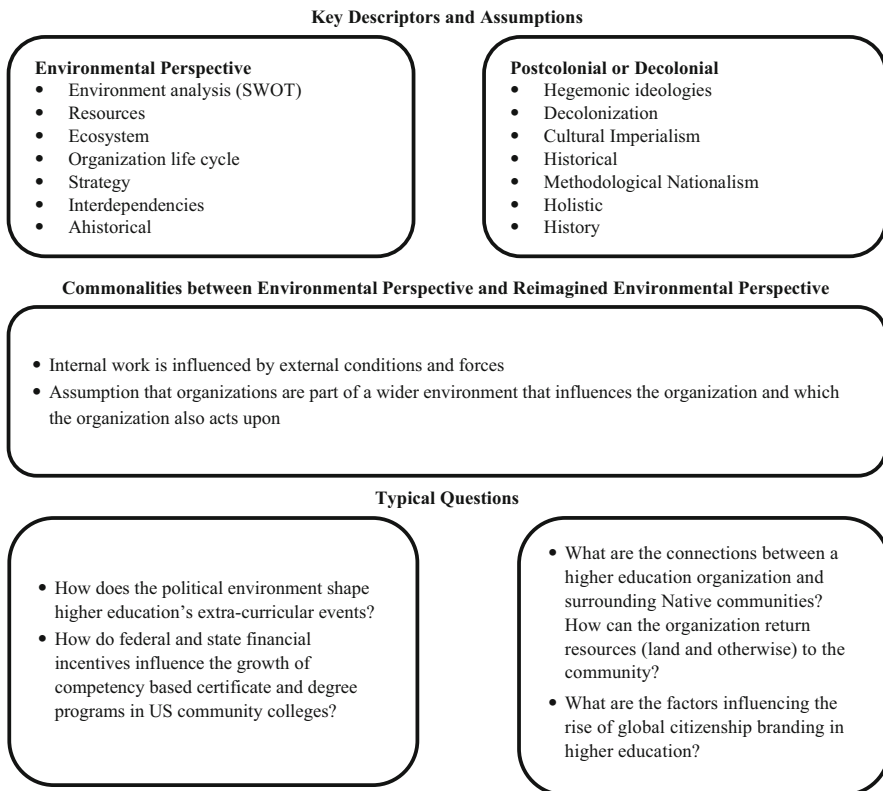 Key Descriptors and Assumptions
Environmental Perspective
• Environment analysis (SWOT)
• Resources
• Ecosystem
• Organization life cycle
• Strategy
• Interdependencies
• Ahistorical
Postcolonial or Decolonial
• Hegemonic ideologies
• Decolonization
• Cultural Imperialism
• Historical
• Methodological Nationalism
• Holistic
• History
Commonalities between Environmental Perspective and Reimagined Environmental Perspective
• Internal work is influenced by external conditions and forces
• Assumption that organizations are part of a wider environment that influences the organization and which
the organization also acts upon
Typical Questions
• How does the political environment shape
higher education’s extra-curricular events?
• How do federal and state financial
incentives influence the growth of
competency based certificate and degree
programs in US community colleges?
• What are the connections between a
higher education organization and
surrounding Native communities?
How can the organization return
resources (land and otherwise) to the
community?
• What are the factors influencing the
rise of global citizenship branding in
higher education?